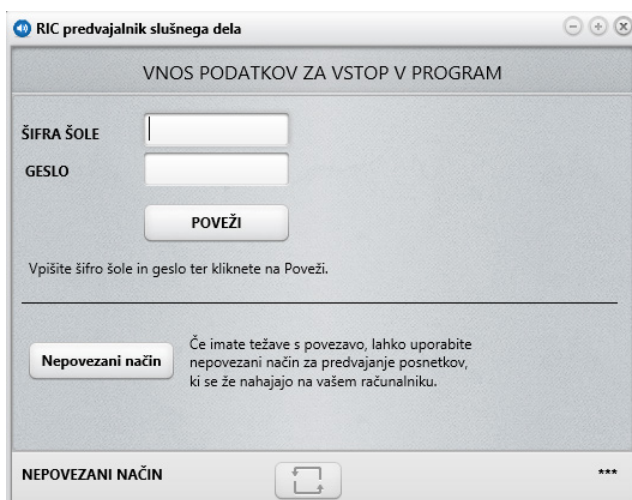 RIC predvajalnik slušnega dela
VNOS PODATKOV ZA VSTOP V PROGRAM
ŠIFRA ŠOLE
GESLO
POVEŽI
Vpišite šifro šole in geslo ter kliknete na Poveži.
Nepovezani način
Če imate težave s povezavo, lahko uporabite
nepovezani način za predvajanje posnetkov,
ki se že nahajajo na vašem računalniku.
NEPOVEZANI NAČIN
***